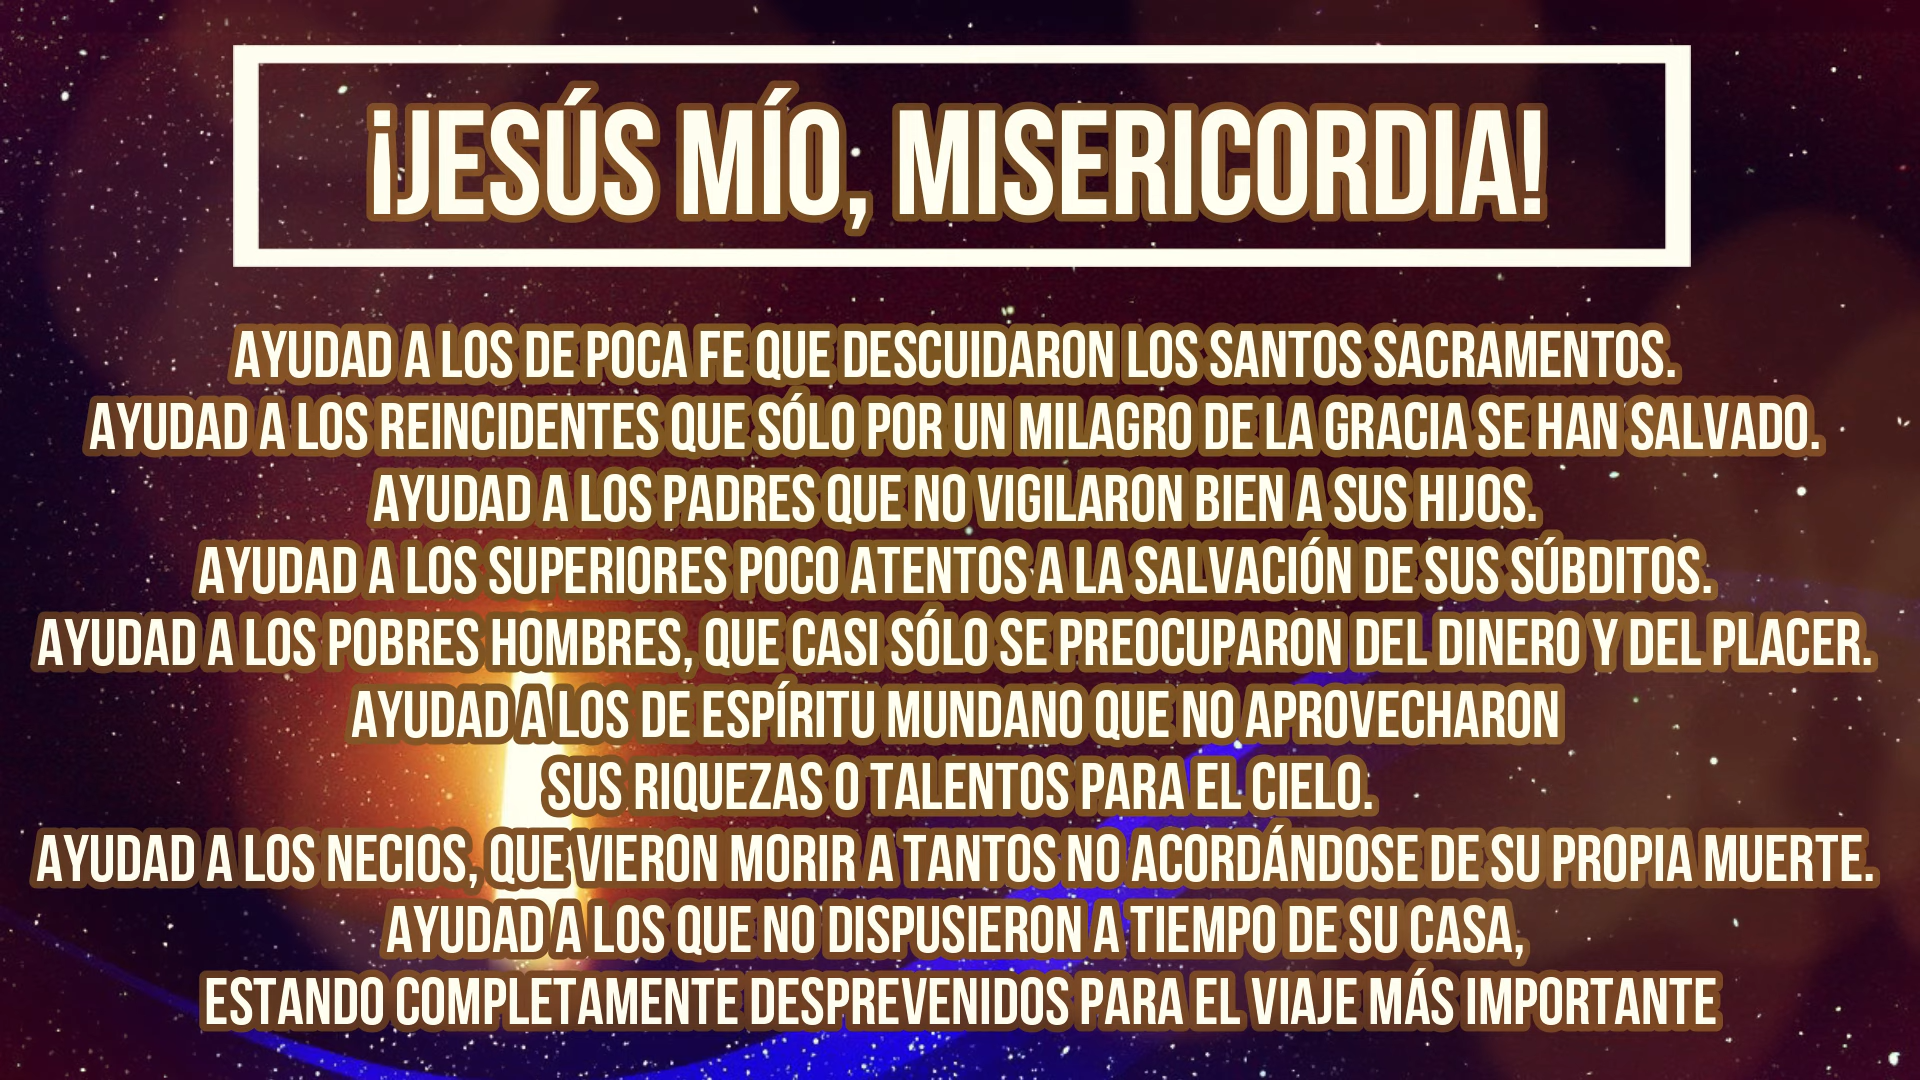 ¡JESÚS MÍO, MISERICORDIA!
AYUDAD A LOS DE POCA FE QUE DESCUIDARON LOS SANTOS SACRAMENTOS.
AYUDAD A LOS REINCIDENTES QUE SÓLO POR UN MILAGRO DE LA GRACIA SE HAN SALVADO.
AYUDAD A LOS PADRES QUE NO VIGILARON BIEN A SUS HIJOS.
AYUDAD A LOS SUPERIORES POCO ATENTOS A LA SALVACIÓN DE SUS SÚBDITOS.
AYUDAD A LOS POBRES HOMBRES, QUE CASI SÓLO SE PREOCUPARON DEL DINERO Y DEL PLACER.
AYUDAD A LOS DE ESPÍRITU MUNDANO QUE NO APROVECHARON
SUS RIQUEZAS O TALENTOS PARA EL CIELO.
AYUDAD A LOS NECIOS, QUE VIERON MORIR A TANTOS NO ACORDÁNDOSE DE SU PROPIA MUERTE.
AYUDAD A LOS QUE NO DISPUSIERON A TIEMPO DE SU CASA,
ESTANDO COMPLETAMENTE DESPREVENIDOS PARA EL VIAJE MÁS IMPORTANTE